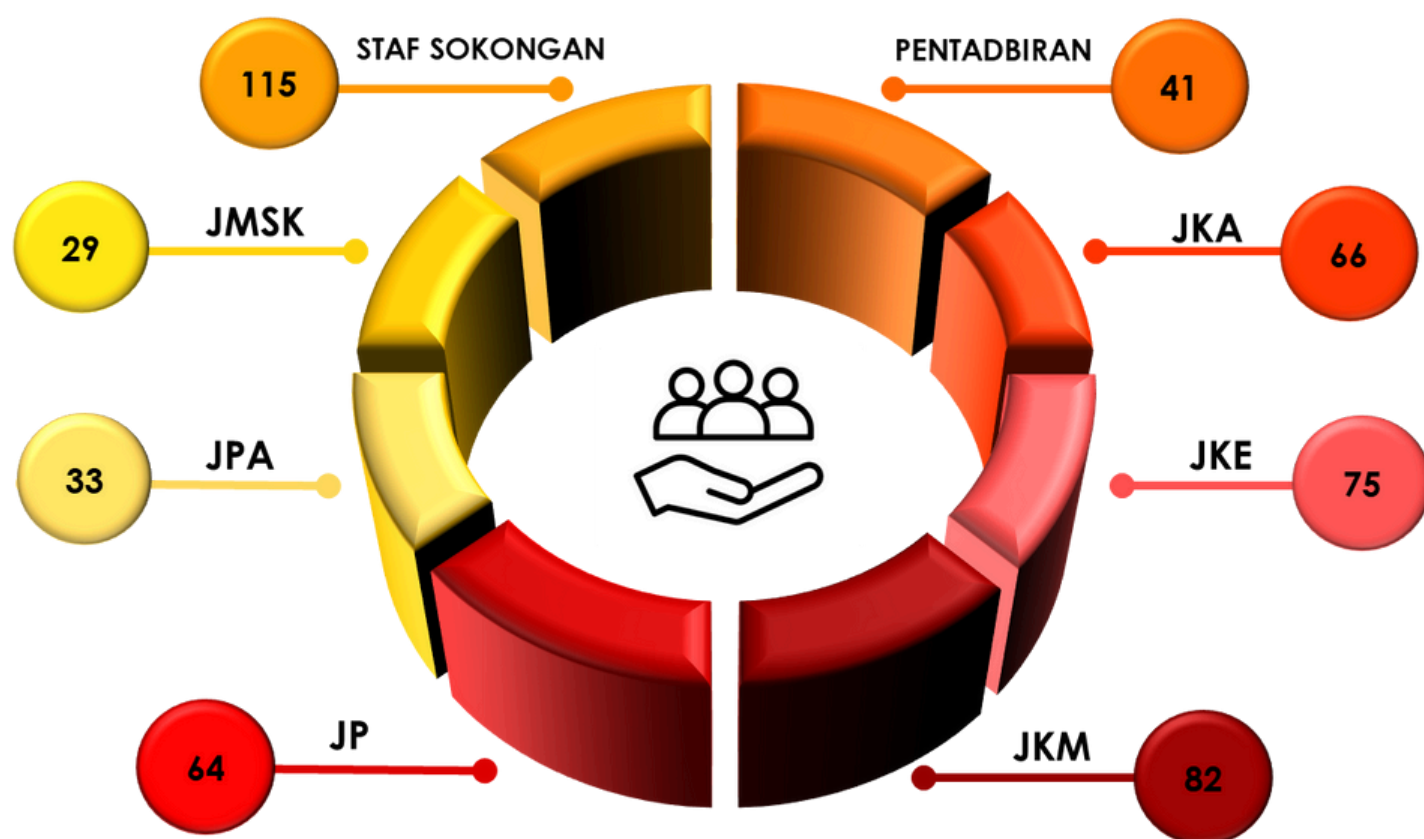 STAF SOKONGAN
115
PENTADBIRAN
41
JMSK
29
JKA
66
JPA
33
JKE
75
JP
64
JKM
82